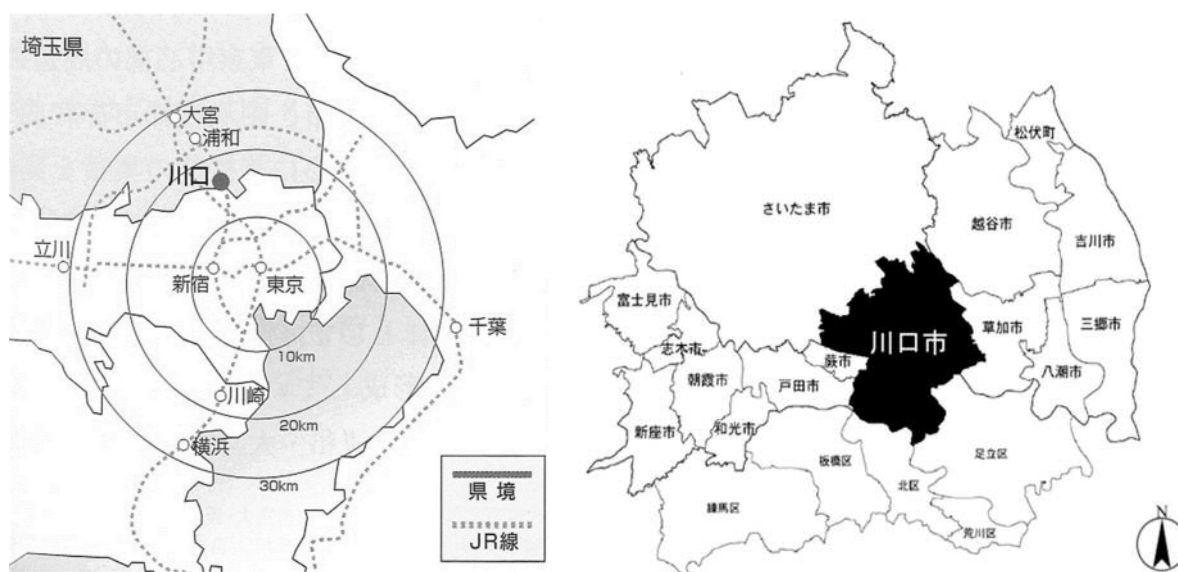 埼玉県
大宮
浦和
川口
立川
新宿
東京
千葉
10km
川崎
20km
横浜
30km
県境
JR線
松伏町
さいたま市
越谷市
吉川市
富士見市
川口市
草加市
三郷市
志木市
蕨市
朝霞市
戸田市
八潮市
新座市
和光市
板橋区
足立区
北区
練馬区
荒川区
N